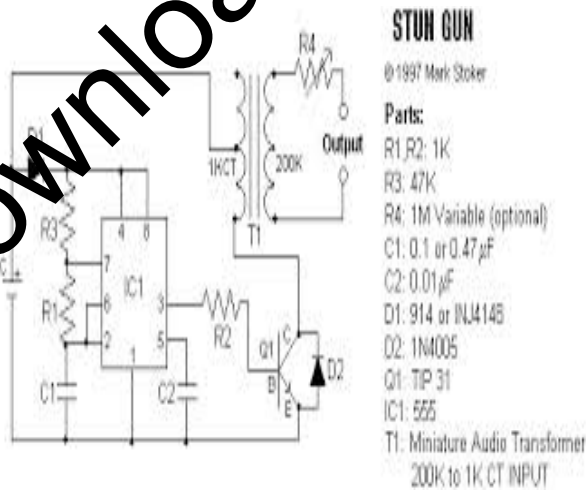 STUN GUN
© 1997 Mark Stoker
Parts:
R1,R2: 1K
R3: 47K
R4: 1M Variable (optional)
C1: 0.1 or 0.47µF
C2: 0.01µF
D1: 914 or INJ4148
D2: 1N4005
Q1: TIP 31
IC1: 555
T1: Miniature Audio Transformer
200K to 1K CT INPUT
R4
Output
1KCT
200K
T1
D1
R3
4
8
7
IC1
R1
6
3
2
5
1
R2
C1
C2
Q1
C
B
E
D2
+